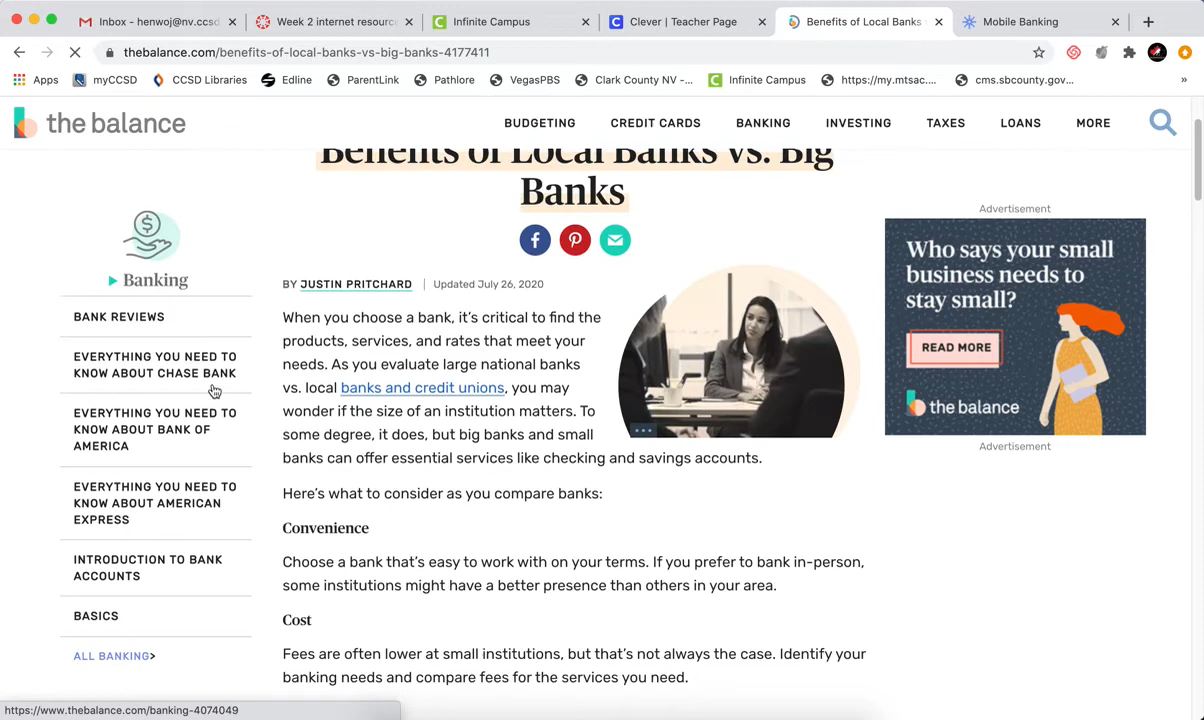 Inbox - henwoj@nv.ccsd
Week 2 internet resource
Infinite Campus
Clever | Teacher Page
Benefits of Local Banks
Mobile Banking
thebalance.com/benefits-of-local-banks-vs-big-banks-4177411
Apps
myCCSD
CCSD Libraries
Edline
ParentLink
Pathlore
VegasPBS
Clark County NV -...
Infinite Campus
https://my.mtsac....
cms.sbcounty.gov...
the balance
BUDGETING
CREDIT CARDS
BANKING
INVESTING
TAXES
LOANS
MORE
Benefits of Local Banks vs. Big
Banks
Banking
BANK REVIEWS
EVERYTHING YOU NEED TO
KNOW ABOUT CHASE BANK
EVERYTHING YOU NEED TO
KNOW ABOUT BANK OF
AMERICA
EVERYTHING YOU NEED TO
KNOW ABOUT AMERICAN
EXPRESS
INTRODUCTION TO BANK
ACCOUNTS
BASICS
ALL BANKING>
BY JUSTIN PRITCHARD | Updated July 26, 2020
When you choose a bank, it's critical to find the
products, services, and rates that meet your
needs. As you evaluate large national banks
vs. local banks and credit unions, you may
wonder if the size of an institution matters. To
some degree, it does, but big banks and small
banks can offer essential services like checking and savings accounts.
Here's what to consider as you compare banks:
Convenience
Choose a bank that's easy to work with on your terms. If you prefer to bank in-person,
some institutions might have a better presence than others in your area.
Cost
Fees are often lower at small institutions, but that's not always the case. Identify your
banking needs and compare fees for the services you need.
Advertisement
Who says your small
business needs to
stay small?
READ MORE
the balance
Advertisement
https://www.thebalance.com/banking-4074049